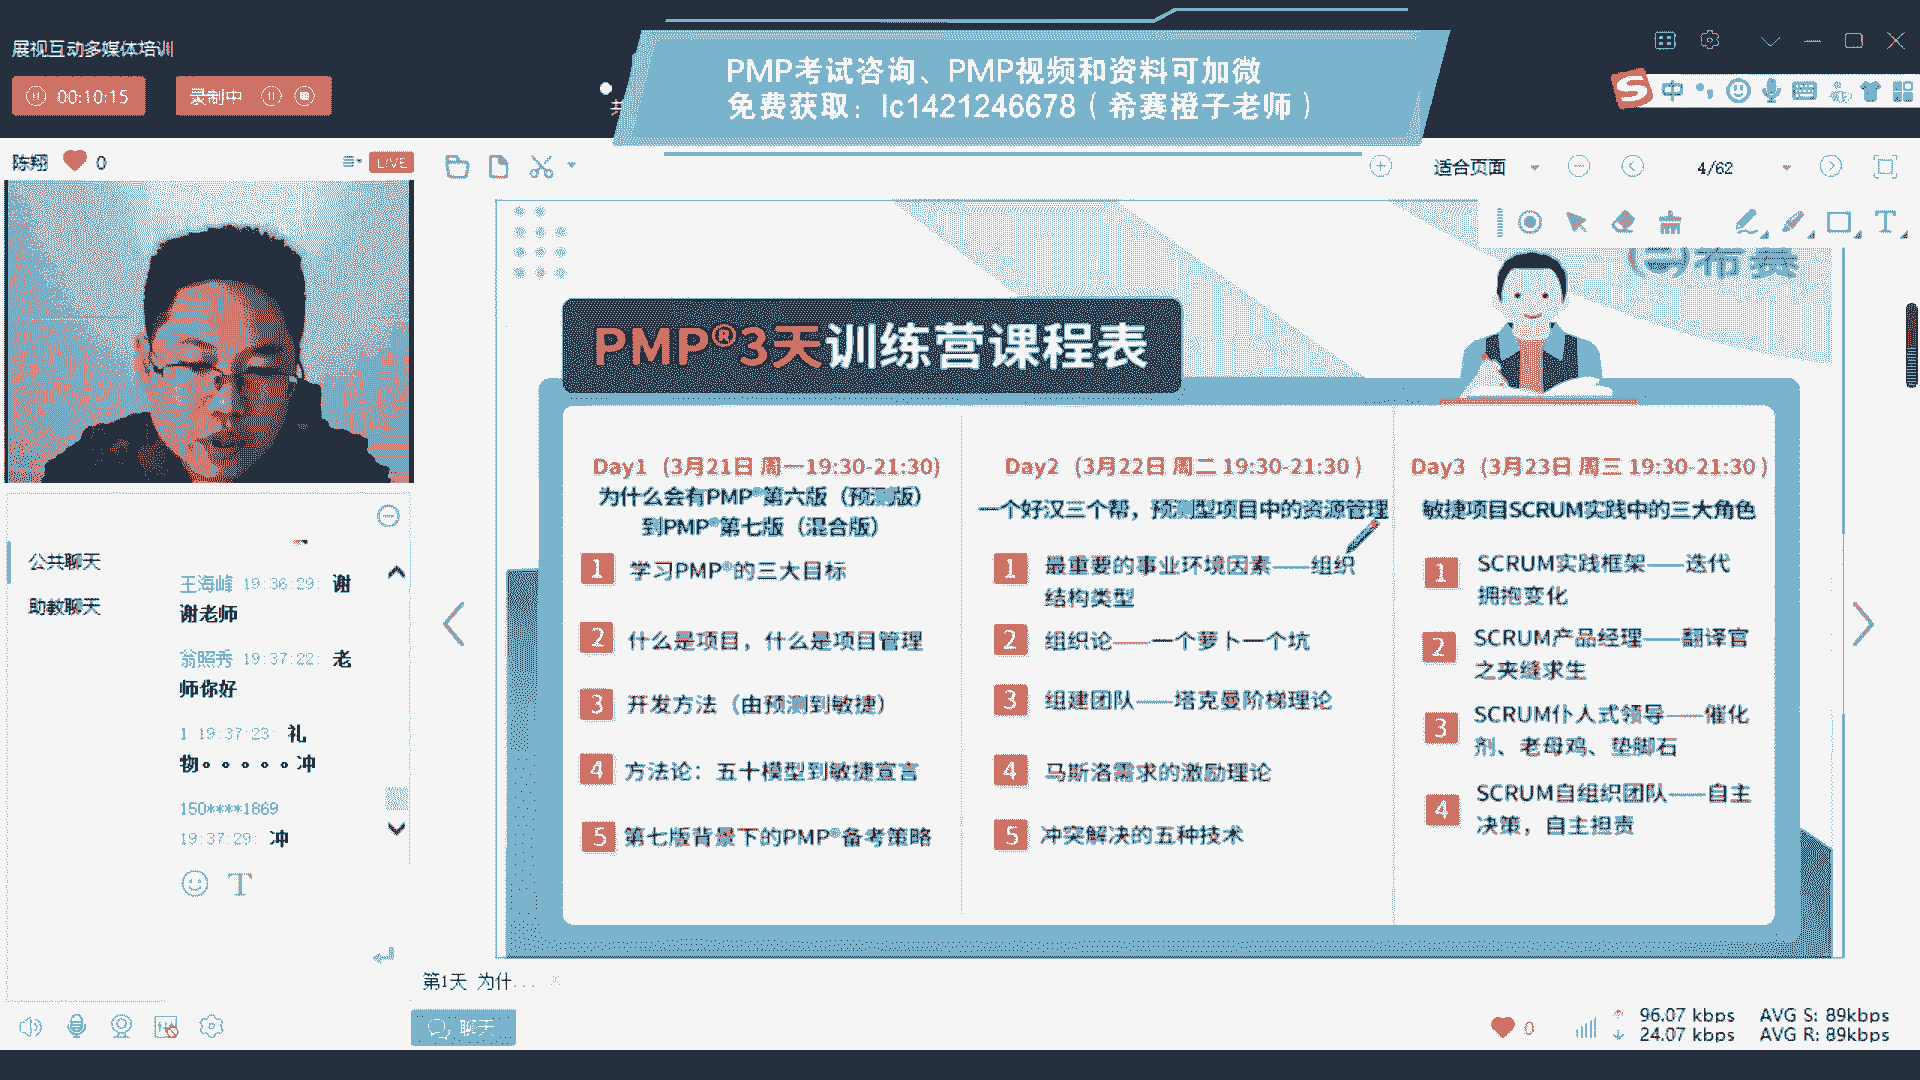 展视互动多媒体培训
00:10:15
录制中
PMP考试咨询、PMP视频和资料可加微
免费获取：lc1421246678（希赛橙子老师）
中
陈翔
0
LIVE
适合页面
4/62
希赛
PMP®3天训练营课程表
Day1（3月21日 周一19:30-21:30)
为什么会有PMP®第六版（预测版）
到PMP®第七版（混合版）
1 学习PMP®的三大目标
2 什么是项目，什么是项目管理
3 开发方法（由预测到敏捷）
4 方法论：五十模型到敏捷宣言
5 第七版背景下的PMP®备考策略
Day2（3月22日 周二 19:30-21:30 )
一个好汉三个帮，预测型项目中的资源管理
1 最重要的事业环境因素——组织
结构类型
2 组织论——一个萝卜一个坑
3 组建团队——塔克曼阶梯理论
4 马斯洛需求的激励理论
5 冲突解决的五种技术
Day3（3月23日 周三 19:30-21:30 )
敏捷项目SCRUM实践中的三大角色
1 SCRUM实践框架——迭代
拥抱变化
2 SCRUM产品经理——翻译官
之夹缝求生
3 SCRUM仆人式领导——催化
剂、老母鸡、垫脚石
4 SCRUM自组织团队——自主
决策，自主担责
公共聊天
助教聊天
王海峰 19:36:29: 谢
谢老师
翁照秀 19:37:22: 老
师你好
1 19:37:23: 礼
物。。。。。冲
150****1869
19:37:29: 冲
第1天 为什...
聊天
0
96.07 kbps
24.07 kbps
AVG S: 89kbps
AVG R: 89kbps